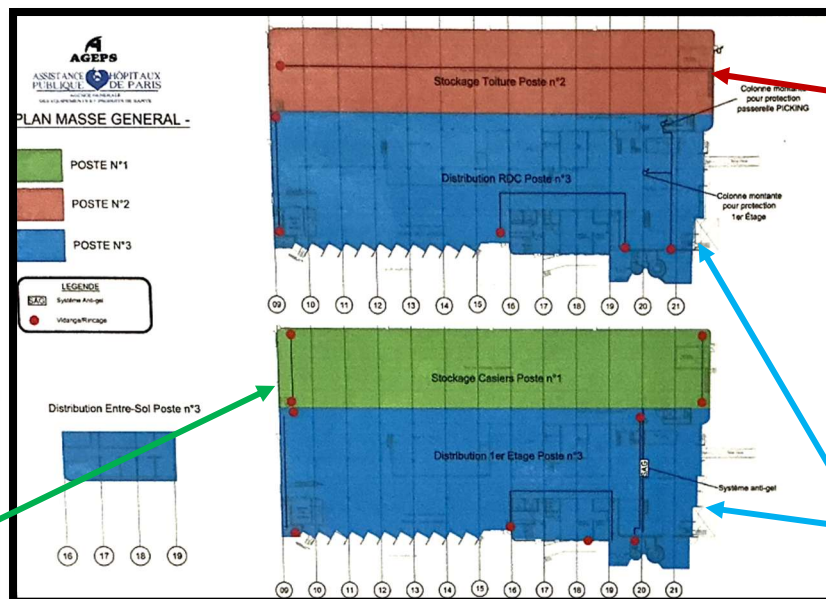 AGEPS
ASSISTANCE HÔPITAUX
PUBLIQUE DE PARIS
PLAN MASSE GENERAL -
POSTE N°1
POSTE N°2
POSTE N°3
LEGENDE
SAG Système Anti-gel
Vidange/Rincage
Stockage Toiture Poste n°2
Colonne montante
pour protection
passerelle PICKING
Distribution RDC Poste n°3
Colonne montante
pour protection
1er Étage
09 10 11 12 13 14 15 16 17 18 19 20 21
Stockage Casiers Poste n°1
Distribution Entre-Sol Poste n°3
Distribution 1er Etage Poste n°3
SAG
Système anti-gel
16 17 18 19
09 10 11 12 13 14 15 16 17 18 19 20 21